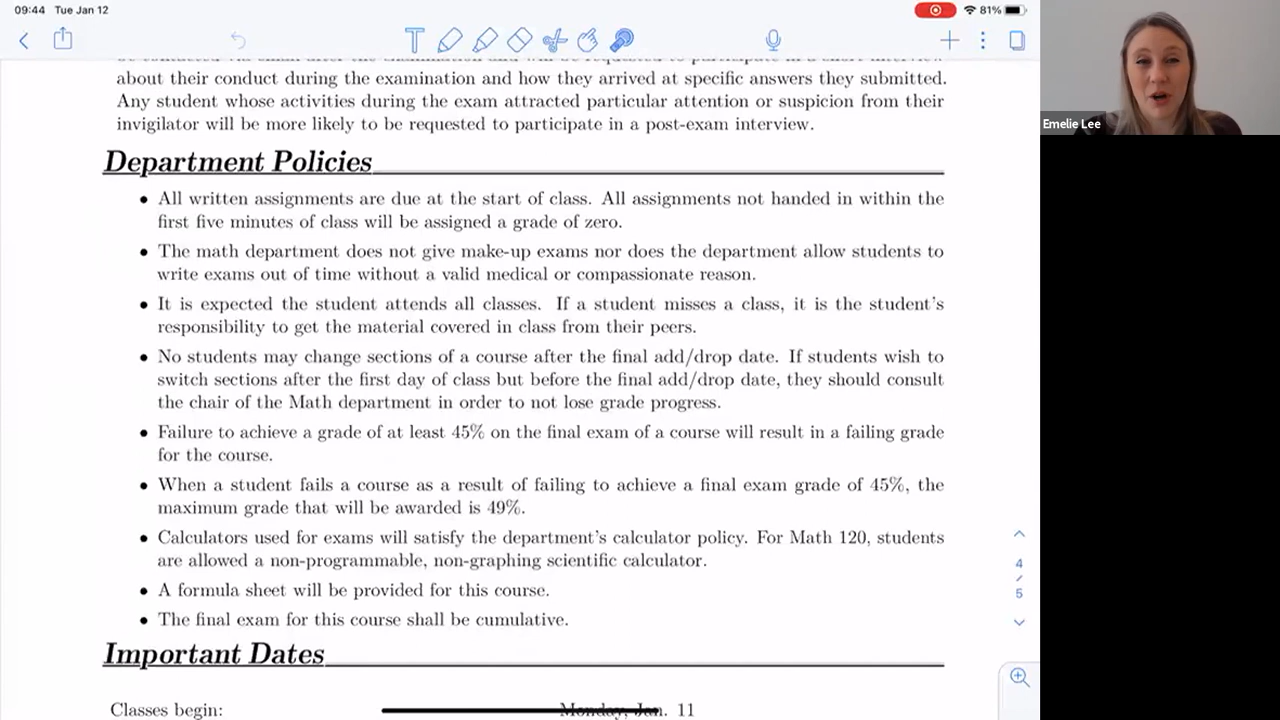 09:44 Tue Jan 12
81%
about their conduct during the examination and how they arrived at specific answers they submitted.
Any student whose activities during the exam attracted particular attention or suspicion from their
invigilator will be more likely to be requested to participate in a post-exam interview.
Emelie Lee
Department Policies
• All written assignments are due at the start of class. All assignments not handed in within the
first five minutes of class will be assigned a grade of zero.
• The math department does not give make-up exams nor does the department allow students to
write exams out of time without a valid medical or compassionate reason.
• It is expected the student attends all classes. If a student misses a class, it is the student's
responsibility to get the material covered in class from their peers.
• No students may change sections of a course after the final add/drop date. If students wish to
switch sections after the first day of class but before the final add/drop date, they should consult
the chair of the Math department in order to not lose grade progress.
• Failure to achieve a grade of at least 45% on the final exam of a course will result in a failing grade
for the course.
• When a student fails a course as a result of failing to achieve a final exam grade of 45%, the
maximum grade that will be awarded is 49%.
• Calculators used for exams will satisfy the department's calculator policy. For Math 120, students
are allowed a non-programmable, non-graphing scientific calculator.
• A formula sheet will be provided for this course.
• The final exam for this course shall be cumulative.
4
/
5
Important Dates
Classes begin: Monday, Jan. 11